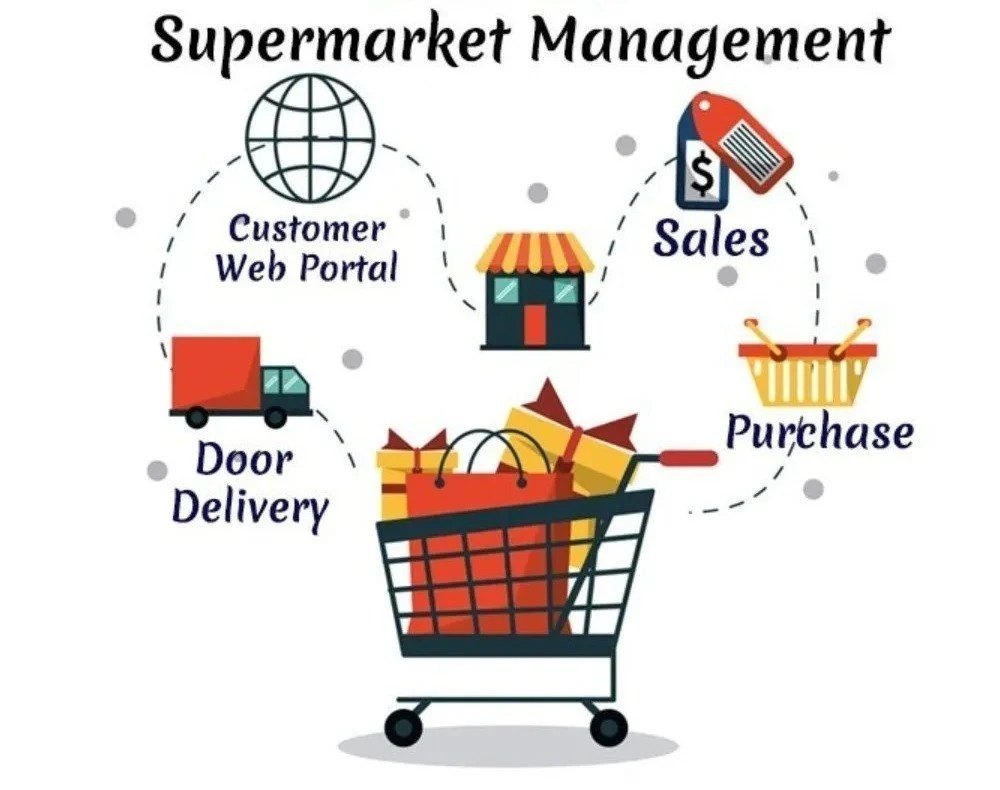 Supermarket Management
Customer
Web Portal
$
Sales
Purchase
Door
Delivery